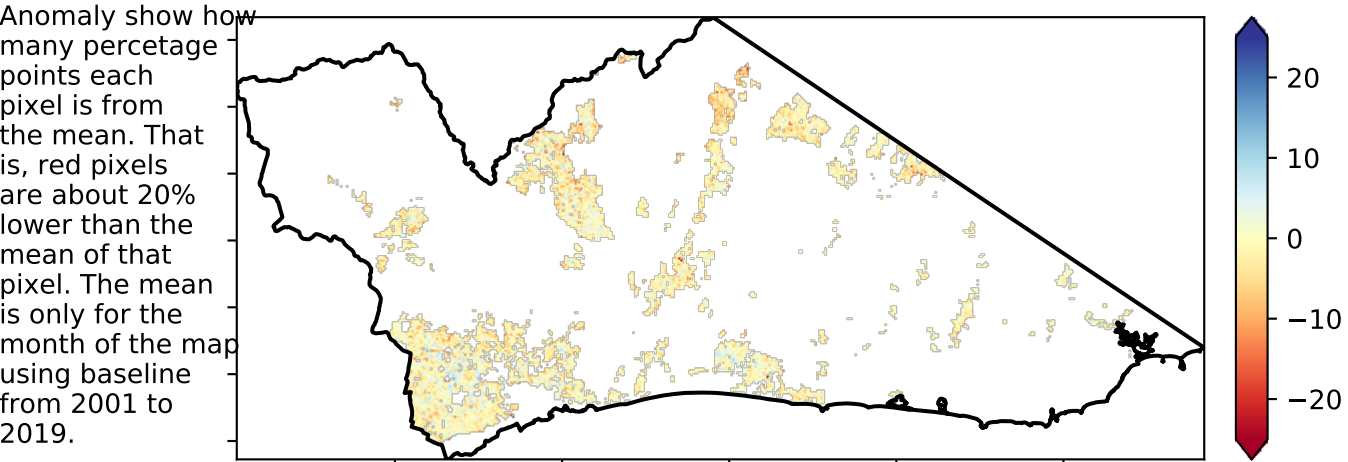 Anomaly show how
many percetage
points each
pixel is from
the mean. That
is, red pixels
are about 20%
lower than the
mean of that
pixel. The mean
is only for the
month of the map
using baseline
from 2001 to
2019.
20
10
0
−10
−20